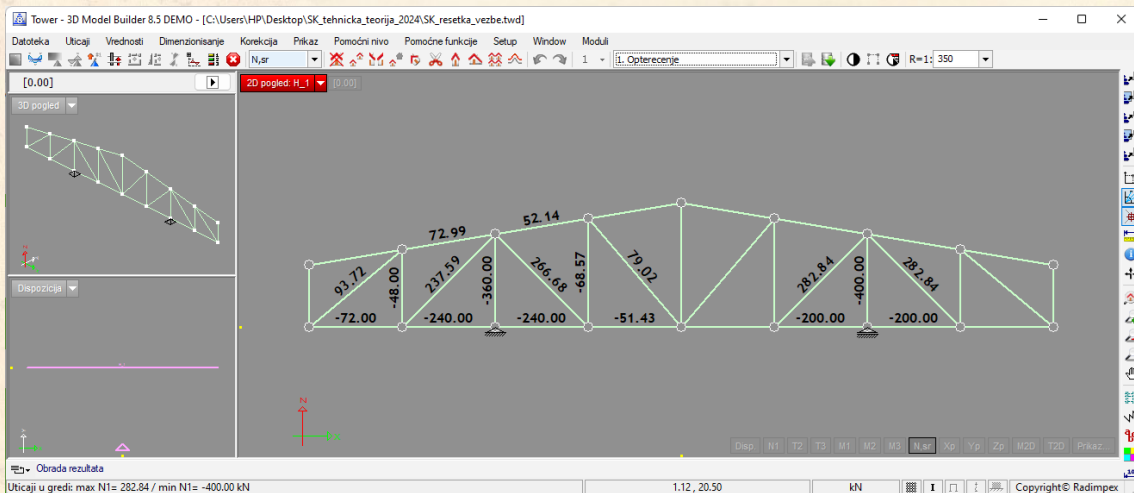 Tower - 3D Model Builder 8.5 DEMO - [C:\Users\HP\Desktop\SK_tehnicka_teorija_2024\SK_resetka_vezbe.twd]
Datoteka Uticaji Vrednosti Dimenzionisanje Korekcija Prikaz Pomoćni nivo Pomoćne funkcije Setup Window Moduli
N,sr 1 1. Opterecenje R=1: 350
[0.00]
2D pogled: H_1 [0.00]
3D pogled
Dispozicija
52.14
72.99
93.72 -48.00 237.59 -360.00 266.68 -68.57 79.02 282.84 -400.00 282.84
-72.00 -240.00 -240.00 -51.43 -200.00 -200.00
Z
Disp. N1 T2 T3 M1 M2 M3 N,sr Xp Yp Zp M2D T2D Prikaz...
Obrada rezultata
Uticaji u gredi: max N1= 282.84 / min N1= -400.00 kN 1.12 , 20.50 kN Copyright© Radimpex